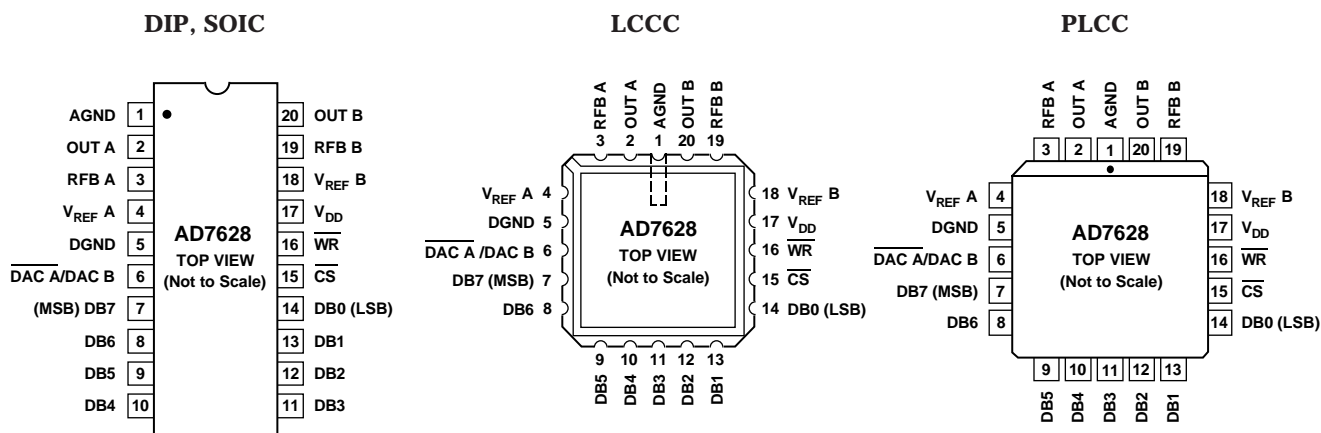 DIP, SOIC
AGND 1
OUT A 2
RFB A 3
VREF A 4
DGND 5
DAC A/DAC B 6
(MSB) DB7 7
DB6 8
DB5 9
DB4 10
AD7628
TOP VIEW
(Not to Scale)
20 OUT B
19 RFB B
18 VREF B
17 VDD
16 WR
15 CS
14 DB0 (LSB)
13 DB1
12 DB2
11 DB3
LCCC
RFB A
OUT A
AGND
OUT B
RFB B
3 2 1 20 19
VREF A 4
DGND 5
DAC A /DAC B 6
DB7 (MSB) 7
DB6 8
AD7628
TOP VIEW
(Not to Scale)
18 VREF B
17 VDD
16 WR
15 CS
14 DB0 (LSB)
9 10 11 12 13
DB5
DB4
DB3
DB2
DB1
PLCC
RFB A
OUT A
AGND
OUT B
RFB B
3 2 1 20 19
VREF A 4
DGND 5
DAC A/DAC B 6
DB7 (MSB) 7
DB6 8
AD7628
TOP VIEW
(Not to Scale)
18 VREF B
17 VDD
16 WR
15 CS
14 DB0 (LSB)
9 10 11 12 13
DB5
DB4
DB3
DB2
DB1